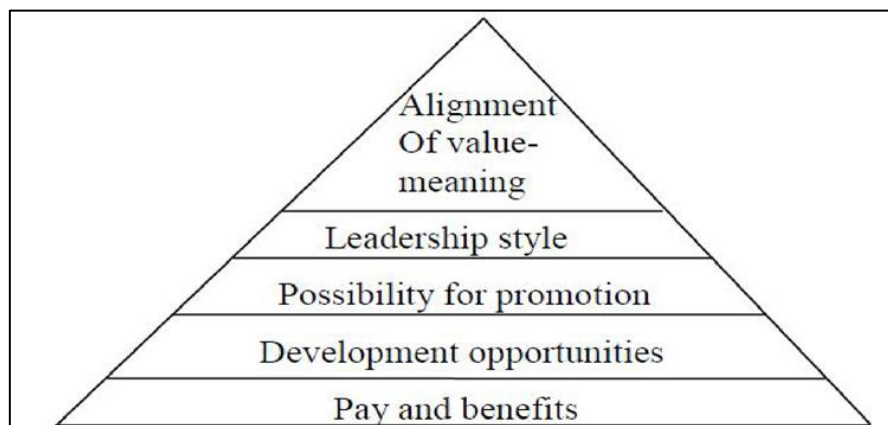 Alignment
Of value-
meaning
Leadership style
Possibility for promotion
Development opportunities
Pay and benefits